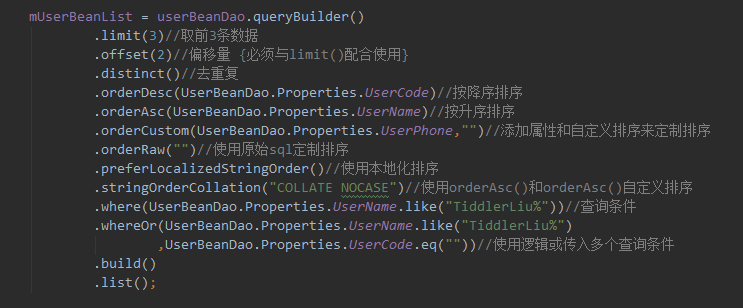 mUserBeanList = userBeanDao.queryBuilder()
.limit(3)//取前3条数据
.offset(2)//偏移量 {必须与limit()配合使用}
.distinct()//去重复
.orderDesc(UserBeanDao.Properties.UserCode)//按降序排序
.orderAsc(UserBeanDao.Properties.UserName)//按升序排序
.orderCustom(UserBeanDao.Properties.UserPhone,"")//添加属性和自定义排序来定制排序
.orderRaw("")//使用原始sql定制排序
.preferLocalizedStringOrder()//使用本地化排序
.stringOrderCollation("COLLATE NOCASE")//使用orderAsc()和orderAsc()自定义排序
.where(UserBeanDao.Properties.UserName.like("TiddlerLiu%"))//查询条件
.whereOr(UserBeanDao.Properties.UserName.like("TiddlerLiu%")
,UserBeanDao.Properties.UserCode.eq(""))//使用逻辑或传入多个查询条件
.build()
.list();